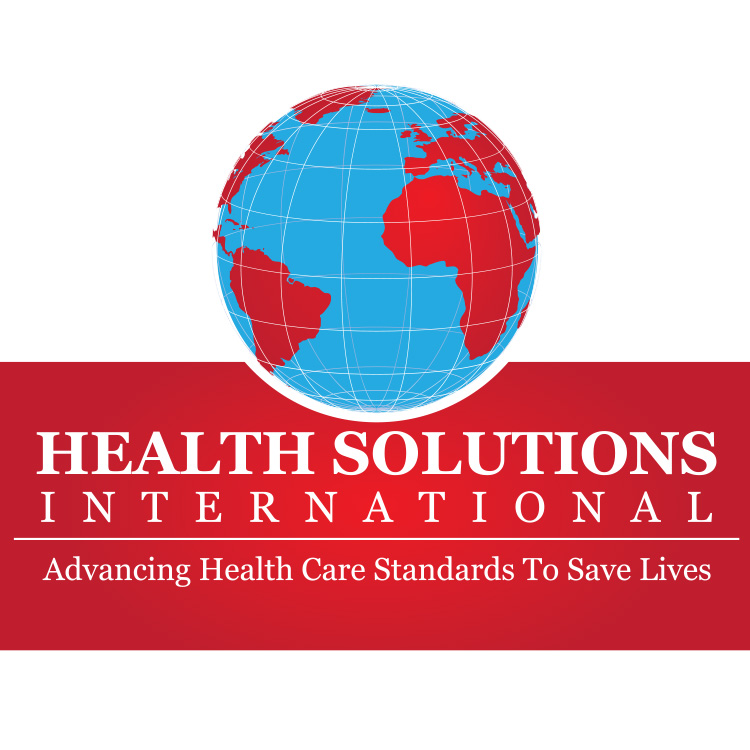 HEALTH SOLUTIONS
INTERNATIONAL
Advancing Health Care Standards To Save Lives